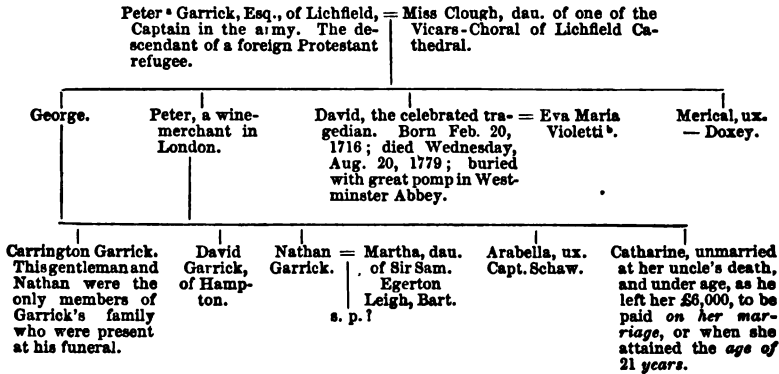 Peter a Garrick, Esq., of Lichfield,
Captain in the army. The de-
scendant of a foreign Protestant
refugee.
= Miss Clough, dau. of one of the
Vicars-Choral of Lichfield Ca-
thedral.
George.
Peter, a wine-
merchant in
London.
David, the celebrated tra-
gedian. Born Feb. 20,
1716; died Wednesday,
Aug. 20, 1779; buried
with great pomp in West-
minster Abbey.
= Eva Maria
Violetti b.
Merical, ux.
— Doxey.
Carrington Garrick.
This gentleman and
Nathan were the
only members of
Garrick's family
who were present
at his funeral.
David
Garrick,
of Hamp-
ton.
Nathan
Garrick.
= Martha, dau.
of Sir Sam.
Egerton
Leigh, Bart.
s. p.?
Arabella, ux.
Capt. Schaw.
Catharine, unmarried
at her uncle's death,
and under age, as he
left her £6,000, to be
paid on her mar-
riage, or when she
attained the age of
21 years.